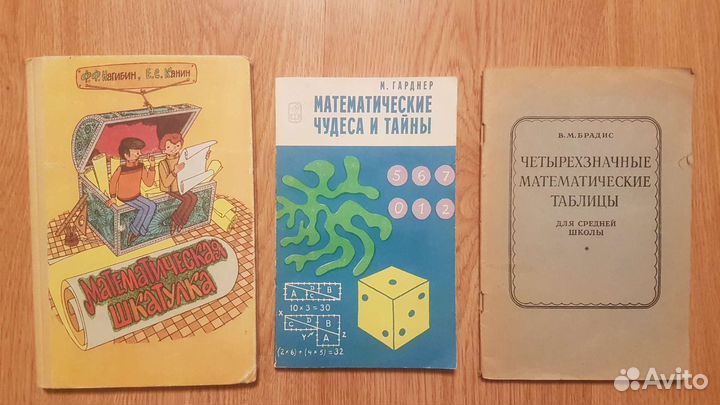 Ф.Ф. Нагибин, Е.С. Канин
МАТЕМАТИЧЕСКАЯ
ШКАТУЛКА
М. ГАРДНЕР
МАТЕМАТИЧЕСКИЕ
ЧУДЕСА И ТАЙНЫ
5 6 7
0 1 2
A C D B
10 × 3 = 30
X C D B
Y A Z
(2×6) + (4×5) = 32
В. М. БРАДИС
ЧЕТЫРЕХЗНАЧНЫЕ
МАТЕМАТИЧЕСКИЕ
ТАБЛИЦЫ
ДЛЯ СРЕДНЕЙ
ШКОЛЫ
Avito